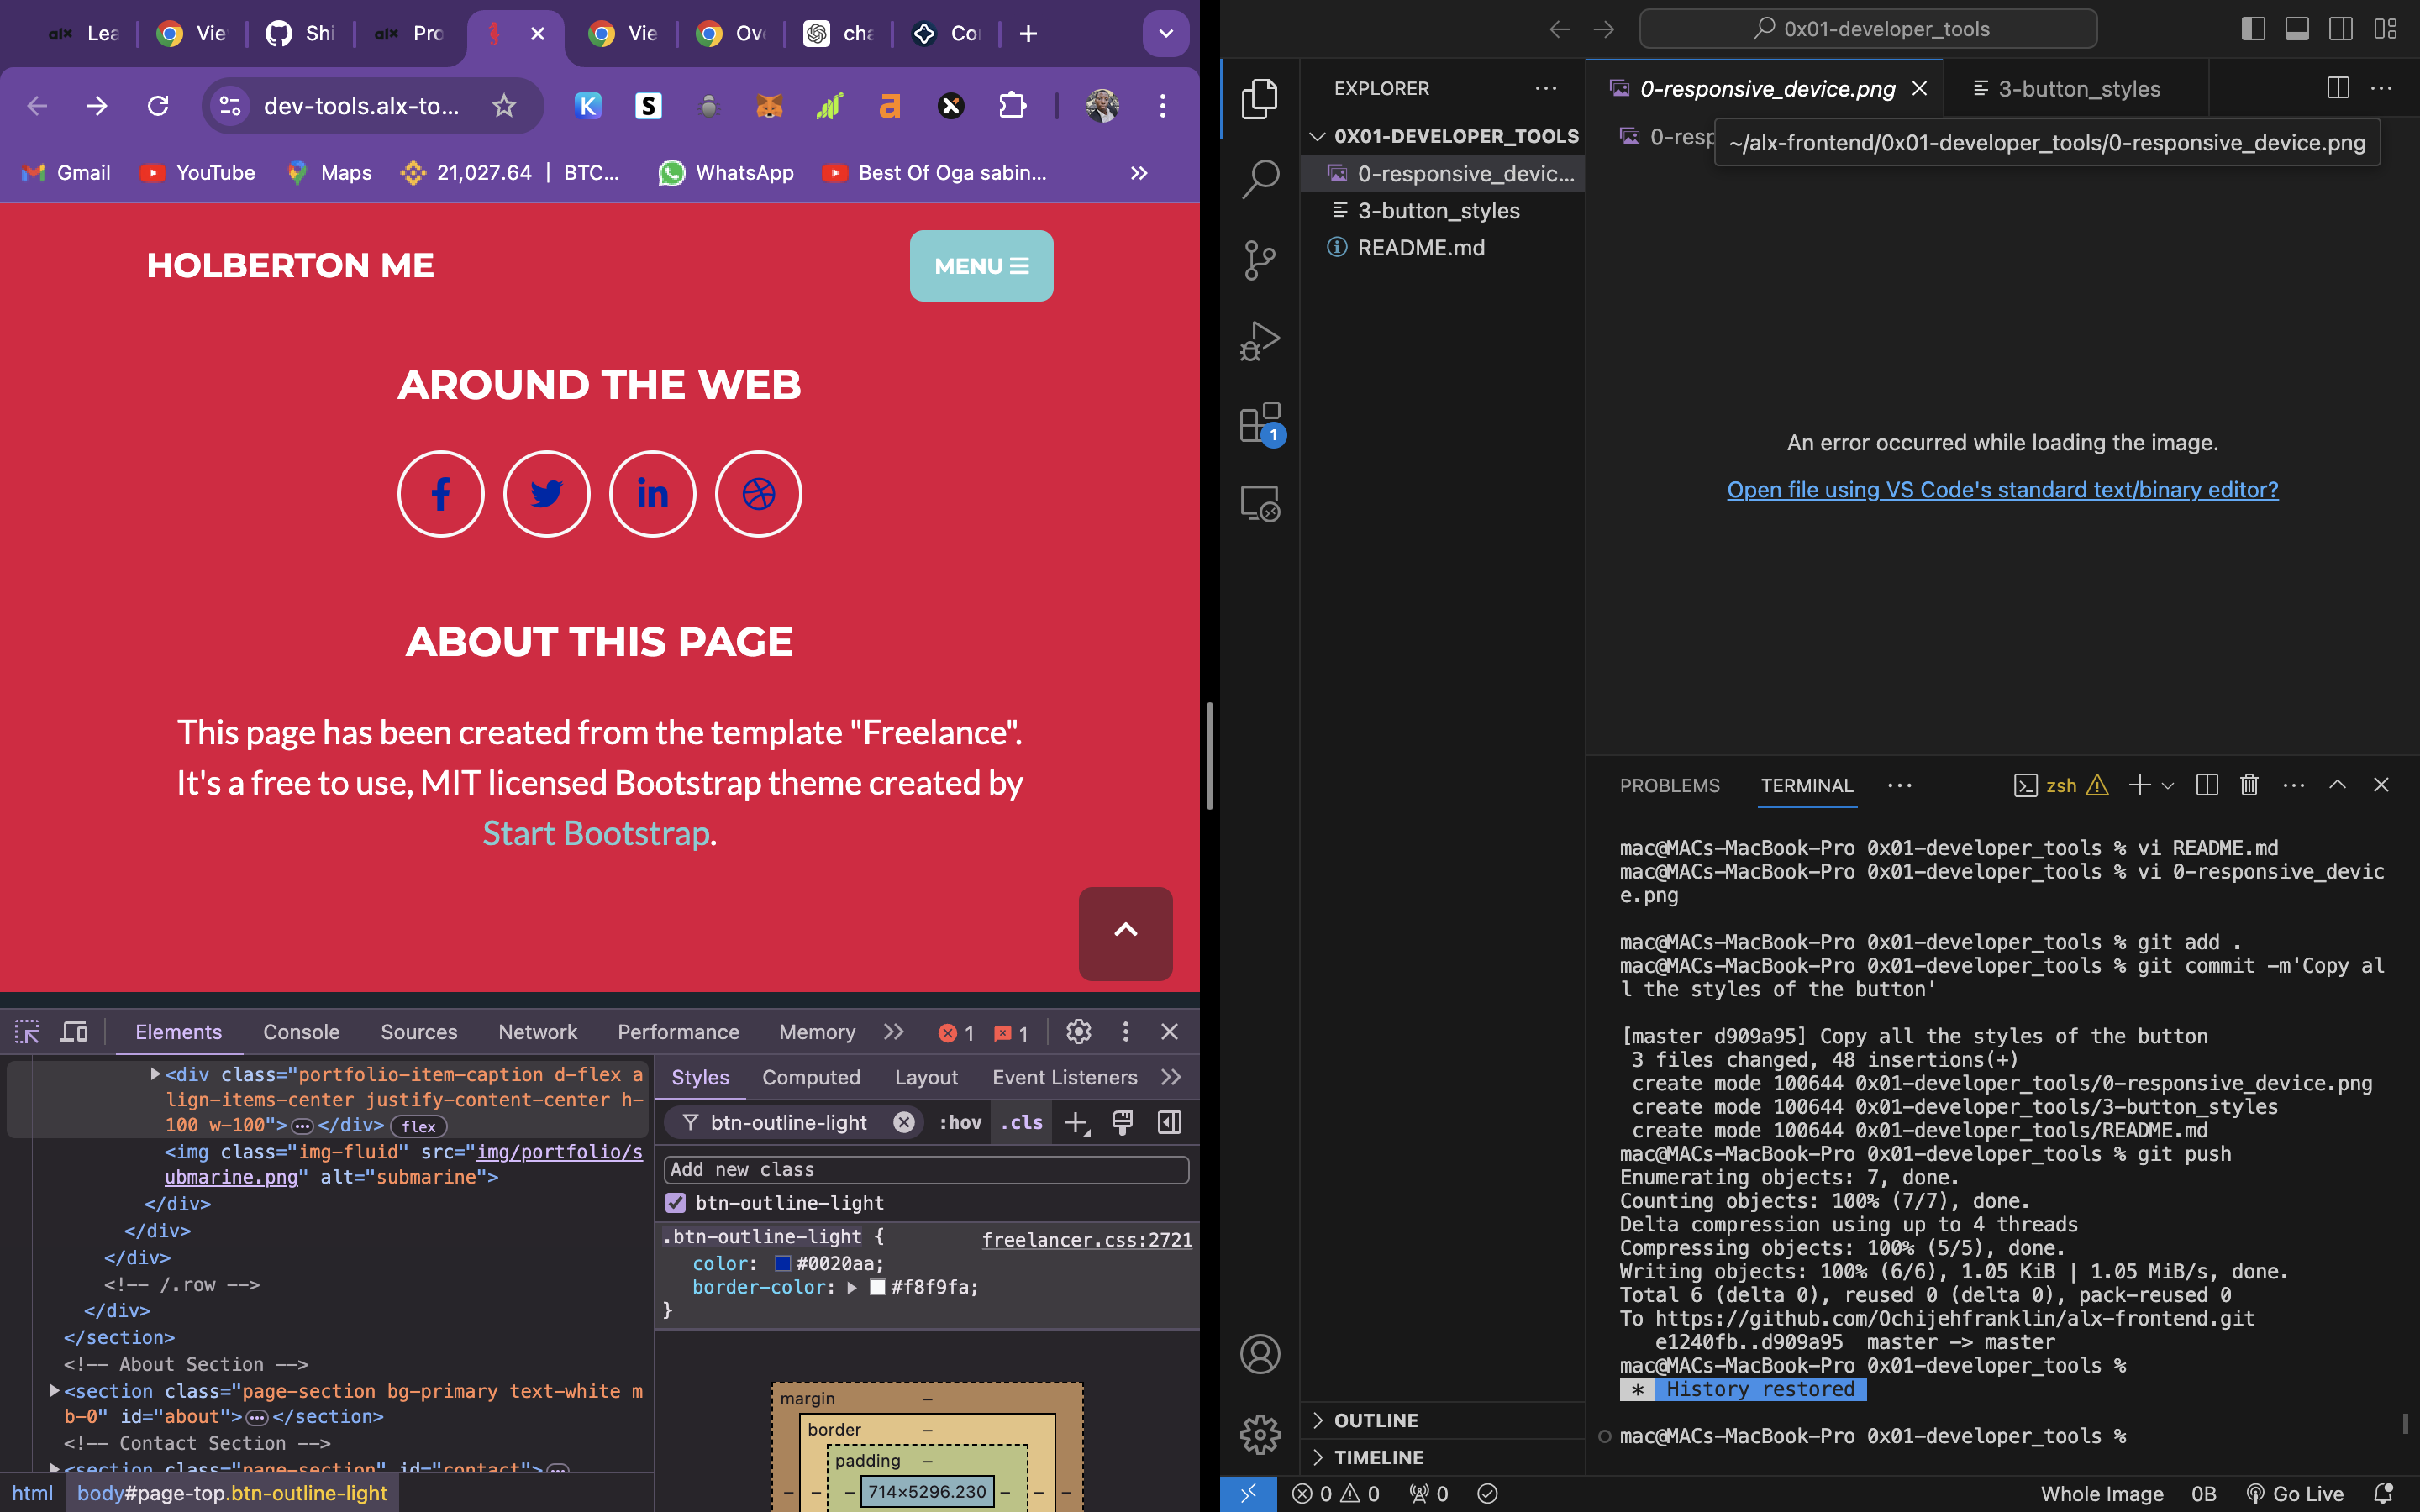 alx Lea
Vie
Shi
alx Pro
Vie
Ove
cha
Co
dev-tools.alx-to...
Gmail
YouTube
Maps
21,027.64 | BTC...
WhatsApp
Best Of Oga sabin...
HOLBERTON ME
MENU
AROUND THE WEB
ABOUT THIS PAGE
This page has been created from the template "Freelance".
It's a free to use, MIT licensed Bootstrap theme created by
Start Bootstrap.
Elements Console Sources Network Performance Memory 1 1
<div class="portfolio-item-caption d-flex a
lign-items-center justify-content-center h-
100 w-100"> … </div> flex
<img class="img-fluid" src="img/portfolio/s
ubmarine.png" alt="submarine">
</div>
</div>
</div>
<!-- /.row -->
</div>
</section>
<!-- About Section -->
<section class="page-section bg-primary text-white m
b-0" id="about"> … </section>
<!-- Contact Section -->
<section class="page-section" id="contact"> …
html body#page-top.btn-outline-light
Styles Computed Layout Event Listeners
btn-outline-light :hov .cls
Add new class
btn-outline-light
.btn-outline-light { freelancer.css:2721
color: #0020aa;
border-color: #f8f9fa;
}
margin –
border –
padding –
– – – 714×5296.230 – – –
0x01-developer_tools
EXPLORER
0X01-DEVELOPER_TOOLS
0-responsive_devic...
3-button_styles
README.md
1
OUTLINE
TIMELINE
0-responsive_device.png
3-button_styles
0-resp
~/alx-frontend/0x01-developer_tools/0-responsive_device.png
An error occurred while loading the image.
Open file using VS Code's standard text/binary editor?
PROBLEMS TERMINAL zsh
mac@MACs-MacBook-Pro 0x01-developer_tools % vi README.md
mac@MACs-MacBook-Pro 0x01-developer_tools % vi 0-responsive_devic
e.png
mac@MACs-MacBook-Pro 0x01-developer_tools % git add .
mac@MACs-MacBook-Pro 0x01-developer_tools % git commit -m'Copy al
l the styles of the button'
[master d909a95] Copy all the styles of the button
3 files changed, 48 insertions(+)
create mode 100644 0x01-developer_tools/0-responsive_device.png
create mode 100644 0x01-developer_tools/3-button_styles
create mode 100644 0x01-developer_tools/README.md
mac@MACs-MacBook-Pro 0x01-developer_tools % git push
Enumerating objects: 7, done.
Counting objects: 100% (7/7), done.
Delta compression using up to 4 threads
Compressing objects: 100% (5/5), done.
Writing objects: 100% (6/6), 1.05 KiB | 1.05 MiB/s, done.
Total 6 (delta 0), reused 0 (delta 0), pack-reused 0
To https://github.com/Ochijehfranklin/alx-frontend.git
e1240fb..d909a95  master -> master
mac@MACs-MacBook-Pro 0x01-developer_tools %
* History restored
mac@MACs-MacBook-Pro 0x01-developer_tools %
0 0 0 Whole Image 0B Go Live